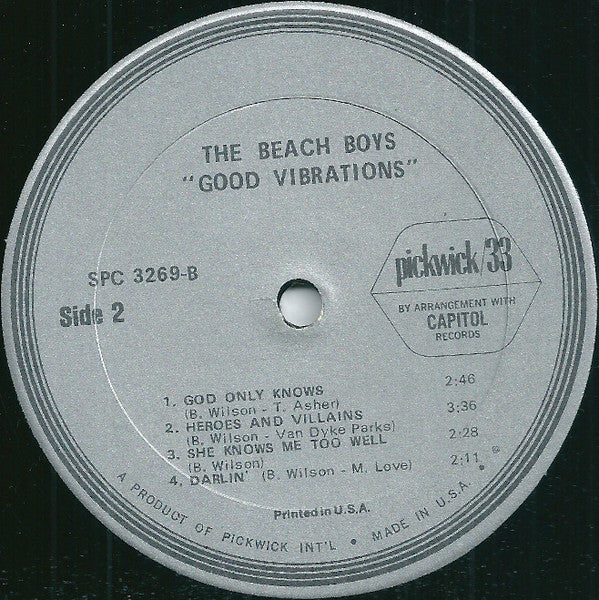 THE BEACH BOYS
"GOOD VIBRATIONS"
pickwick/33
BY ARRANGEMENT WITH
CAPITOL
RECORDS
SPC 3269-B
Side 2
1. GOD ONLY KNOWS 2:46
(B. Wilson - T. Asher)
2. HEROES AND VILLAINS 3:36
(B. Wilson - Van Dyke Parks)
3. SHE KNOWS ME TOO WELL 2:28
(B. Wilson)
4. DARLIN' (B. Wilson - M. Love) 2:11
Printed in U.S.A.
A PRODUCT OF PICKWICK INT'L • MADE IN U.S.A. • ®